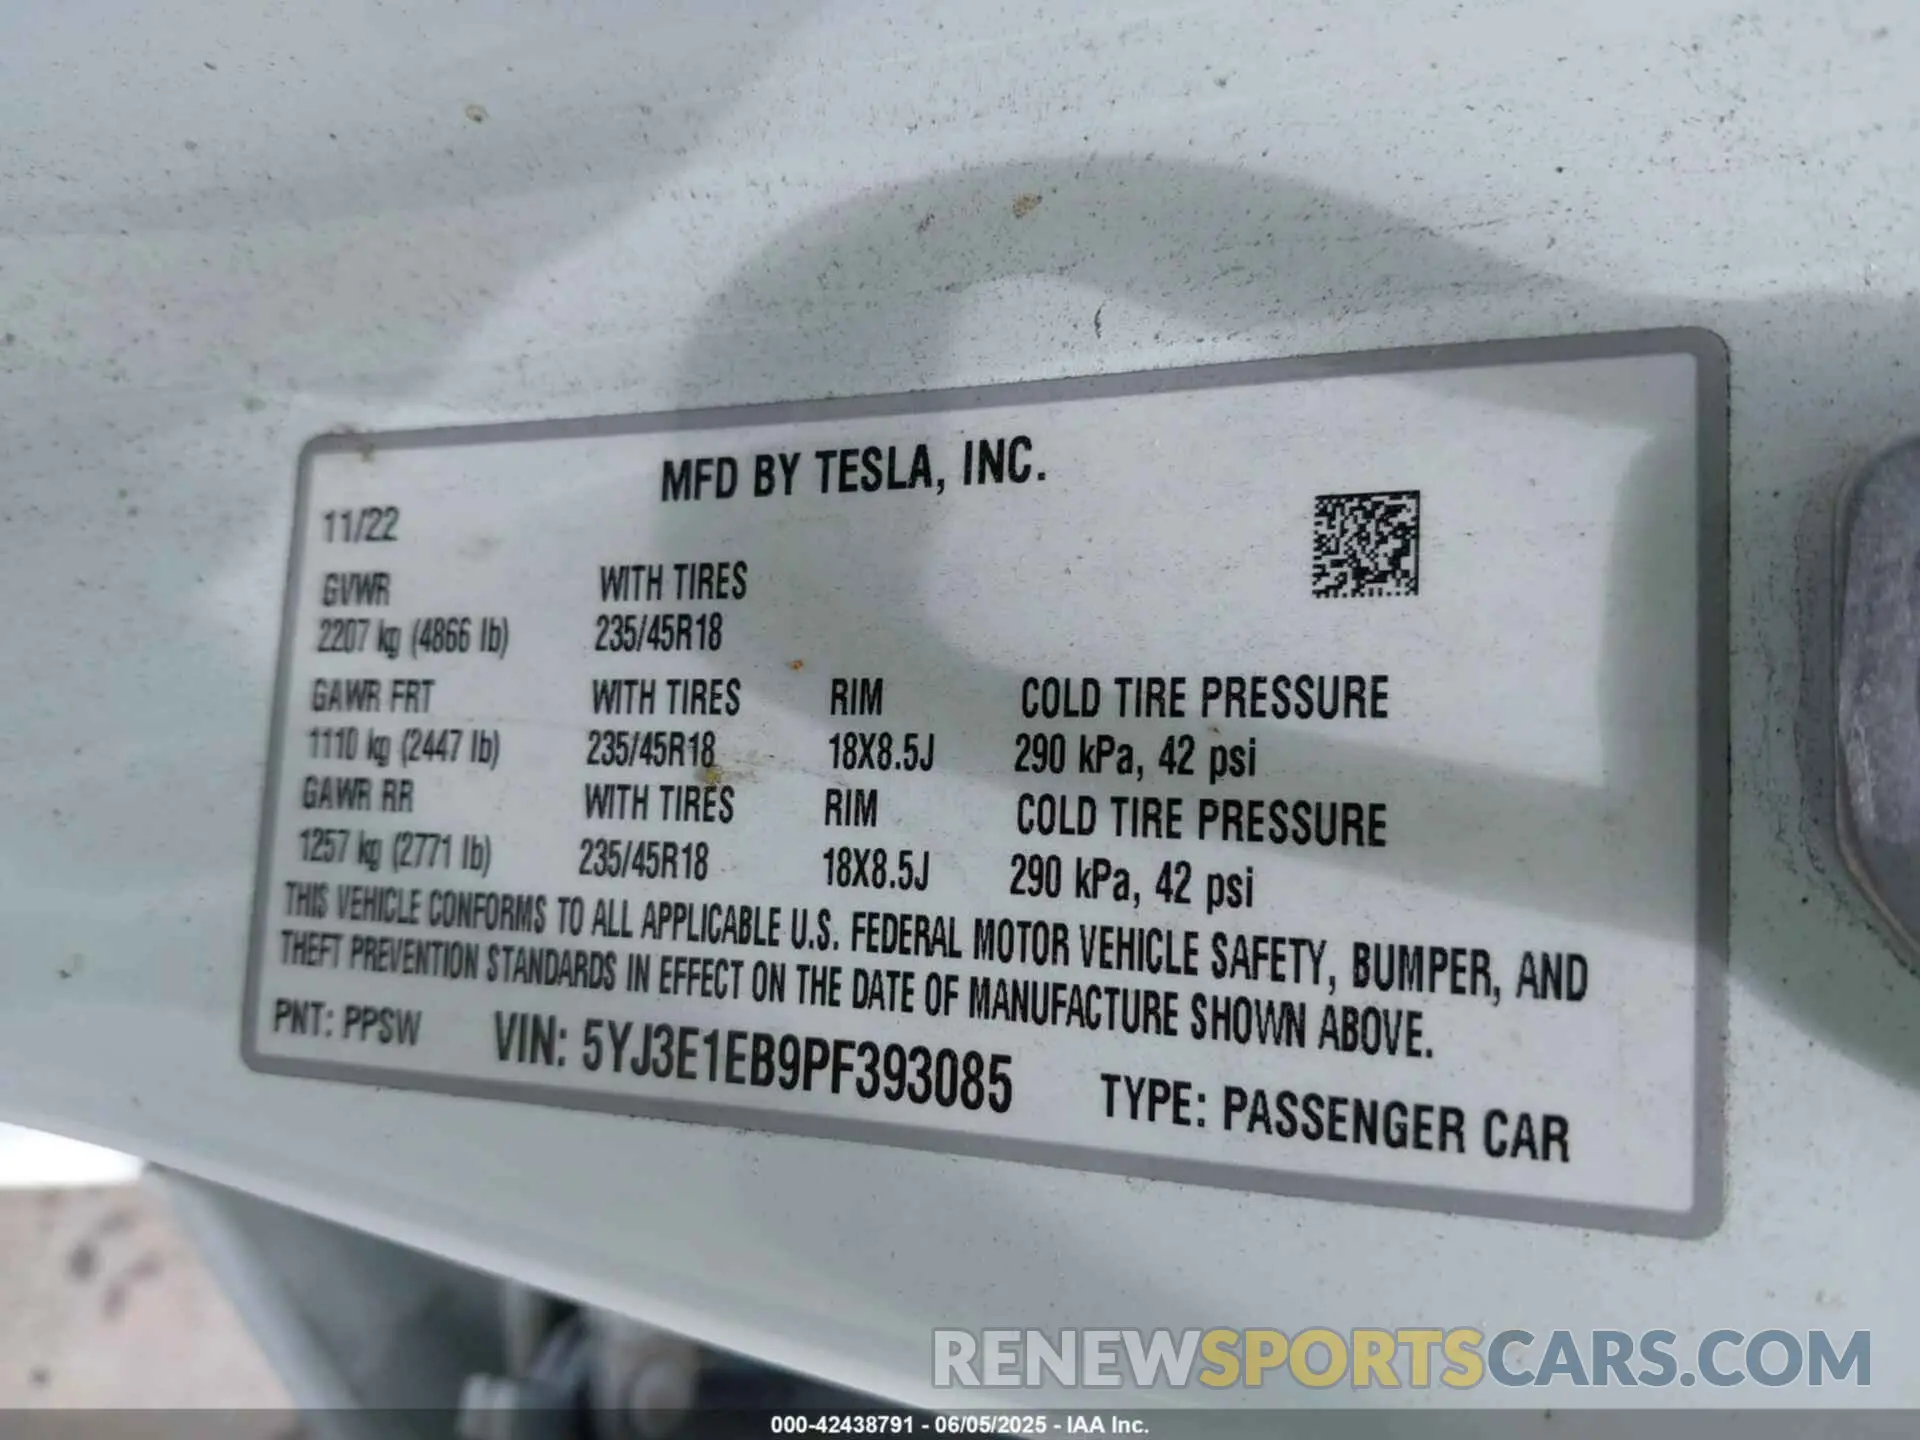 MFD BY TESLA, INC.
11/22
GVWR WITH TIRES
2207 kg (4866 lb) 235/45R18
GAWR FRT WITH TIRES RIM COLD TIRE PRESSURE
1110 kg (2447 lb) 235/45R18 18X8.5J 290 kPa, 42 psi
GAWR RR WITH TIRES RIM COLD TIRE PRESSURE
1257 kg (2771 lb) 235/45R18 18X8.5J 290 kPa, 42 psi
THIS VEHICLE CONFORMS TO ALL APPLICABLE U.S. FEDERAL MOTOR VEHICLE SAFETY, BUMPER, AND
THEFT PREVENTION STANDARDS IN EFFECT ON THE DATE OF MANUFACTURE SHOWN ABOVE.
PNT: PPSW VIN: 5YJ3E1EB9PF393085 TYPE: PASSENGER CAR
RENEWSPORTSCARS.COM
000-42438791 - 06/05/2025 - IAA Inc.